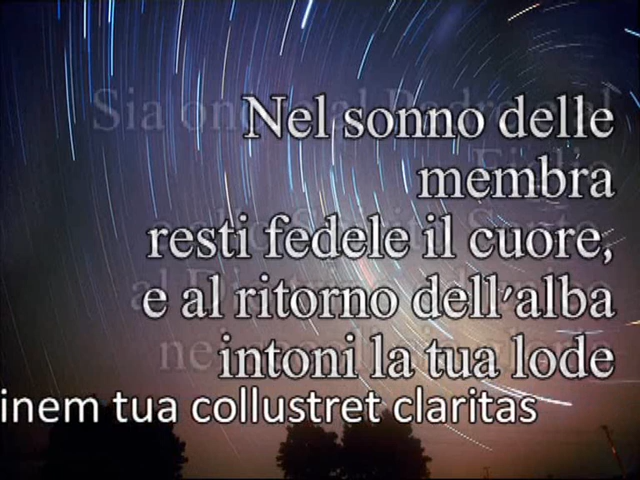 Nel sonno delle
membra
resti fedele il cuore,
e al ritorno dell'alba
intoni la tua lode
inem tua collustret claritas